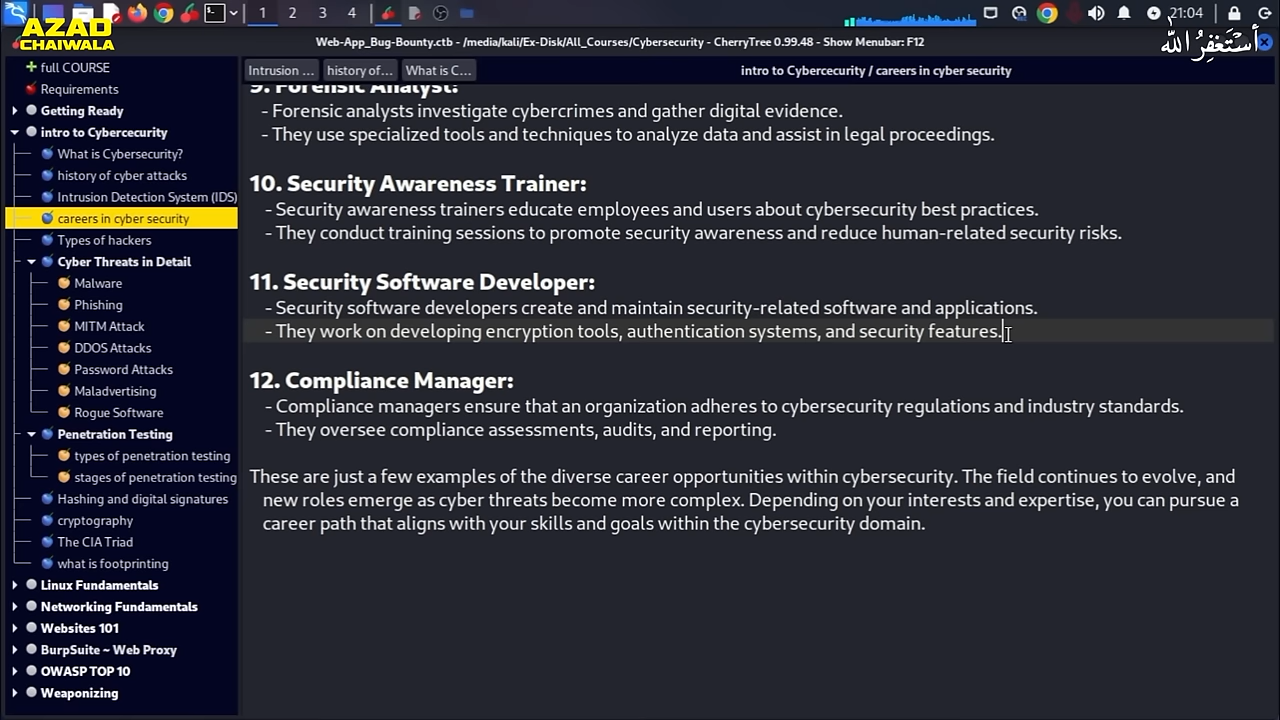 1 2 3 4
21:04
AZAD
CHAIWALA
Web-App_Bug-Bounty.ctb - /media/kali/Ex-Disk/All_Courses/Cybersecurity - CherryTree 0.99.48 - Show Menubar: F12
أستغفر الله
full COURSE
Requirements
Getting Ready
intro to Cybercecurity
What is Cybersecurity?
history of cyber attacks
Intrusion Detection System (IDS)
careers in cyber security
Types of hackers
Cyber Threats in Detail
Malware
Phishing
MITM Attack
DDOS Attacks
Password Attacks
Maladvertising
Rogue Software
Penetration Testing
types of penetration testing
stages of penetration testing
Hashing and digital signatures
cryptography
The CIA Triad
what is footprinting
Linux Fundamentals
Networking Fundamentals
Websites 101
BurpSuite ~ Web Proxy
OWASP TOP 10
Weaponizing
Intrusion ... history of... What is C...
intro to Cybercecurity / careers in cyber security
9. Forensic Analyst:
- Forensic analysts investigate cybercrimes and gather digital evidence.
- They use specialized tools and techniques to analyze data and assist in legal proceedings.
10. Security Awareness Trainer:
- Security awareness trainers educate employees and users about cybersecurity best practices.
- They conduct training sessions to promote security awareness and reduce human-related security risks.
11. Security Software Developer:
- Security software developers create and maintain security-related software and applications.
- They work on developing encryption tools, authentication systems, and security features.
12. Compliance Manager:
- Compliance managers ensure that an organization adheres to cybersecurity regulations and industry standards.
- They oversee compliance assessments, audits, and reporting.
These are just a few examples of the diverse career opportunities within cybersecurity. The field continues to evolve, and
new roles emerge as cyber threats become more complex. Depending on your interests and expertise, you can pursue a
career path that aligns with your skills and goals within the cybersecurity domain.